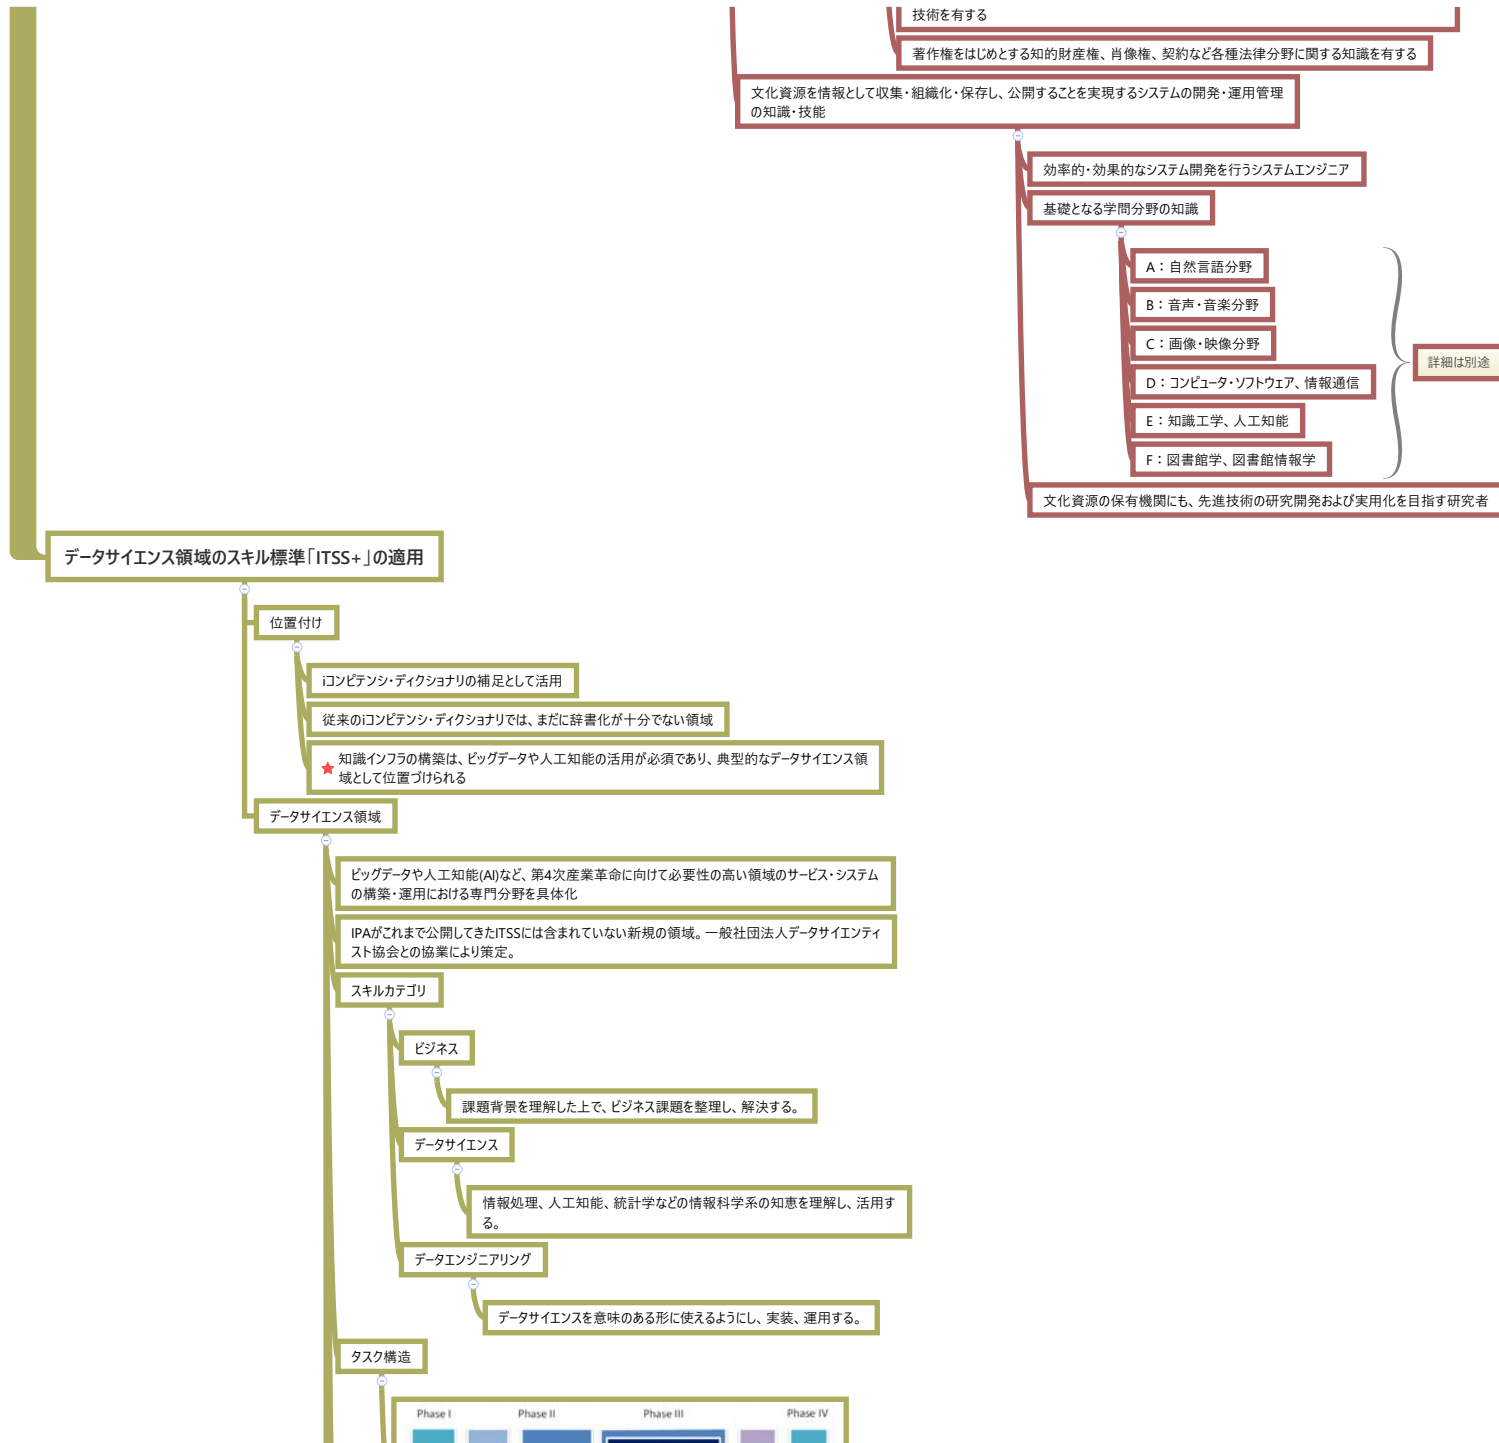 技術を有する
著作権をはじめとする知的財産権、肖像権、契約など各種法律分野に関する知識を有する
文化資源を情報として収集・組織化・保存し、公開することを実現するシステムの開発・運用管理
の知識・技能
効率的・効果的なシステム開発を行うシステムエンジニア
基礎となる学問分野の知識
A：自然言語分野
B：音声・音楽分野
C：画像・映像分野
D：コンピュータ・ソフトウェア、情報通信
E：知識工学、人工知能
F：図書館学、図書館情報学
詳細は別途
文化資源の保有機関にも、先進技術の研究開発および実用化を目指す研究者
データサイエンス領域のスキル標準「ITSS+」の適用
位置付け
iコンピテンシ・ディクショナリの補足として活用
従来のiコンピテンシ・ディクショナリでは、まだに辞書化が十分でない領域
知識インフラの構築は、ビッグデータや人工知能の活用が必須であり、典型的なデータサイエンス領
域として位置づけられる
データサイエンス領域
ビッグデータや人工知能(AI)など、第4次産業革命に向けて必要性の高い領域のサービス・システム
の構築・運用における専門分野を具体化
IPAがこれまで公開してきたITSSには含まれていない新規の領域。一般社団法人データサイエンティ
スト協会との協業により策定。
スキルカテゴリ
ビジネス
課題背景を理解した上で、ビジネス課題を整理し、解決する。
データサイエンス
情報処理、人工知能、統計学などの情報科学系の知恵を理解し、活用す
る。
データエンジニアリング
データサイエンスを意味のある形に使えるようにし、実装、運用する。
タスク構造
Phase I Phase II Phase III Phase IV